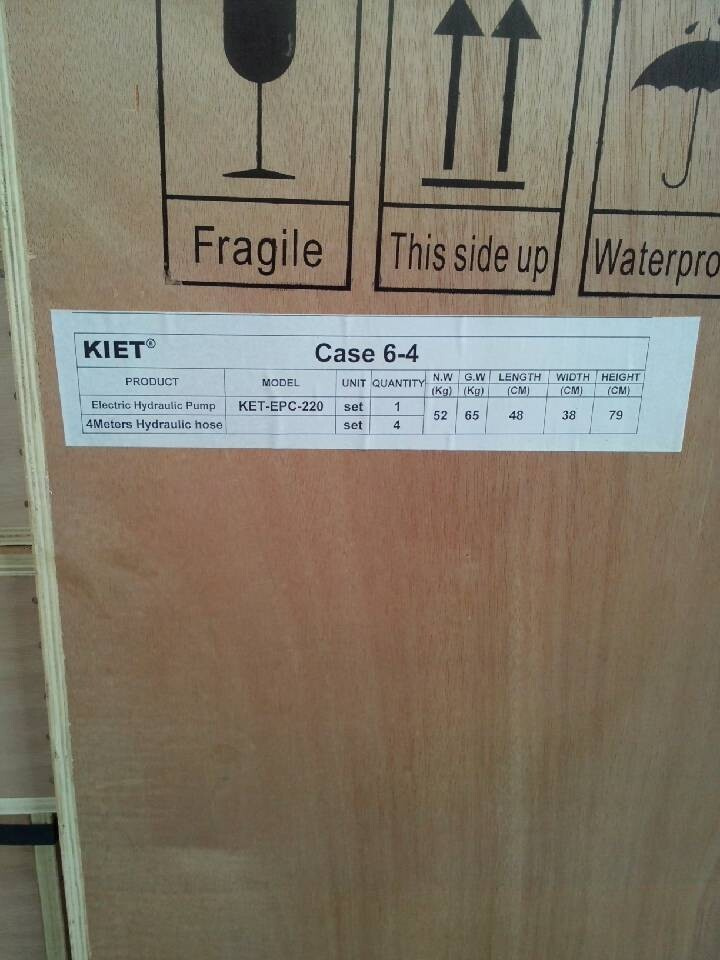 Fragile
This side up
Waterpro
KIET®
Case 6-4
PRODUCT MODEL UNIT QUANTITY N.W (Kg) G.W (Kg) LENGTH (CM) WIDTH (CM) HEIGHT (CM)
Electric Hydraulic Pump KET-EPC-220 set 1 52 65 48 38 79
4Meters Hydraulic hose set 4